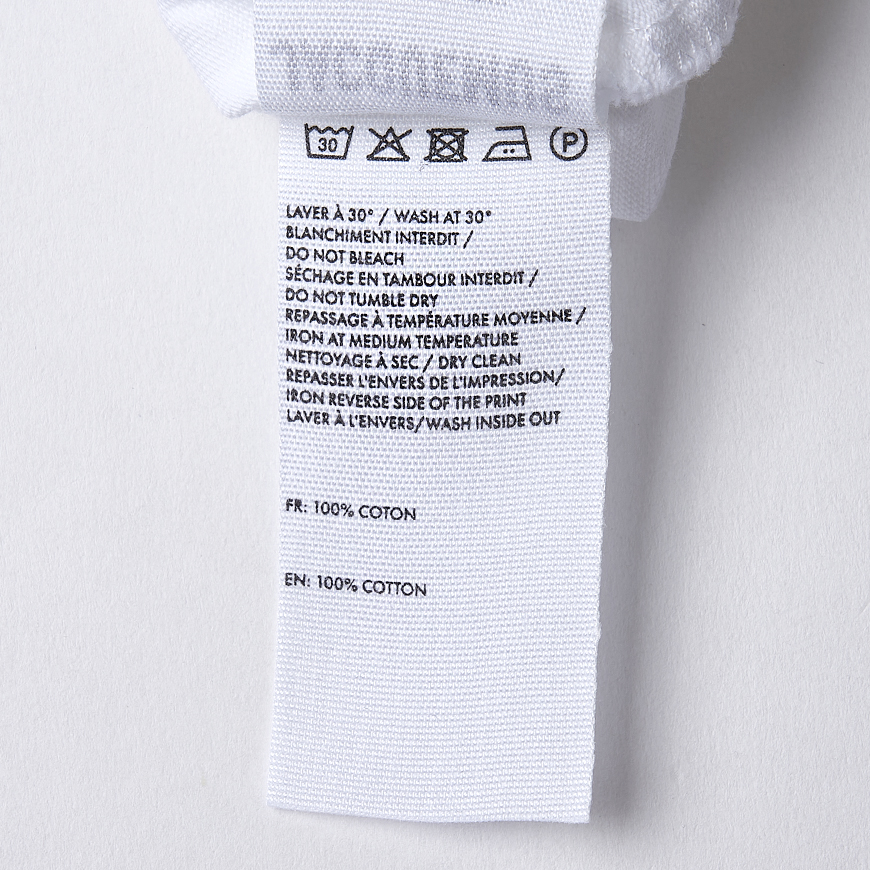 30 P
LAVER À 30° / WASH AT 30°
BLANCHIMENT INTERDIT /
DO NOT BLEACH
SÉCHAGE EN TAMBOUR INTERDIT /
DO NOT TUMBLE DRY
REPASSAGE À TEMPÉRATURE MOYENNE /
IRON AT MEDIUM TEMPERATURE
NETTOYAGE À SEC / DRY CLEAN
REPASSER L'ENVERS DE L'IMPRESSION/
IRON REVERSE SIDE OF THE PRINT
LAVER À L'ENVERS/WASH INSIDE OUT
FR: 100% COTON
EN: 100% COTTON